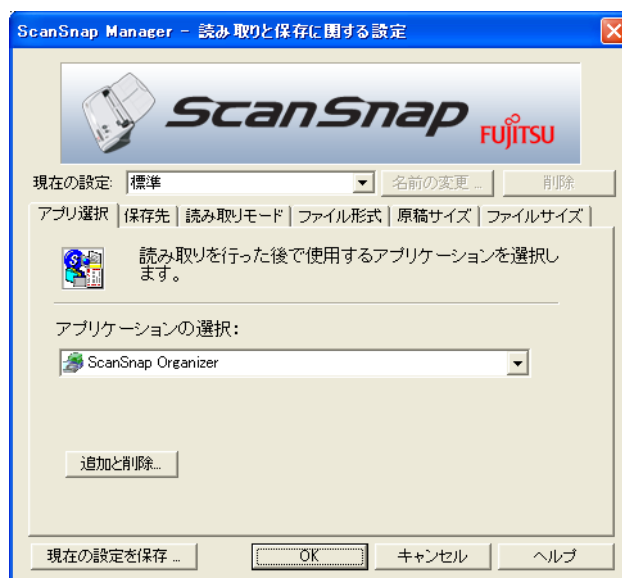 ScanSnap Manager - 読み取りと保存に関する設定
ScanSnap
FUJITSU
現在の設定: 標準 名前の変更 ... 削除
アプリ選択 保存先 読み取りモード ファイル形式 原稿サイズ ファイルサイズ
読み取りを行った後で使用するアプリケーションを選択し
ます。
アプリケーションの選択:
ScanSnap Organizer
追加と削除...
現在の設定を保存 ... OK キャンセル ヘルプ